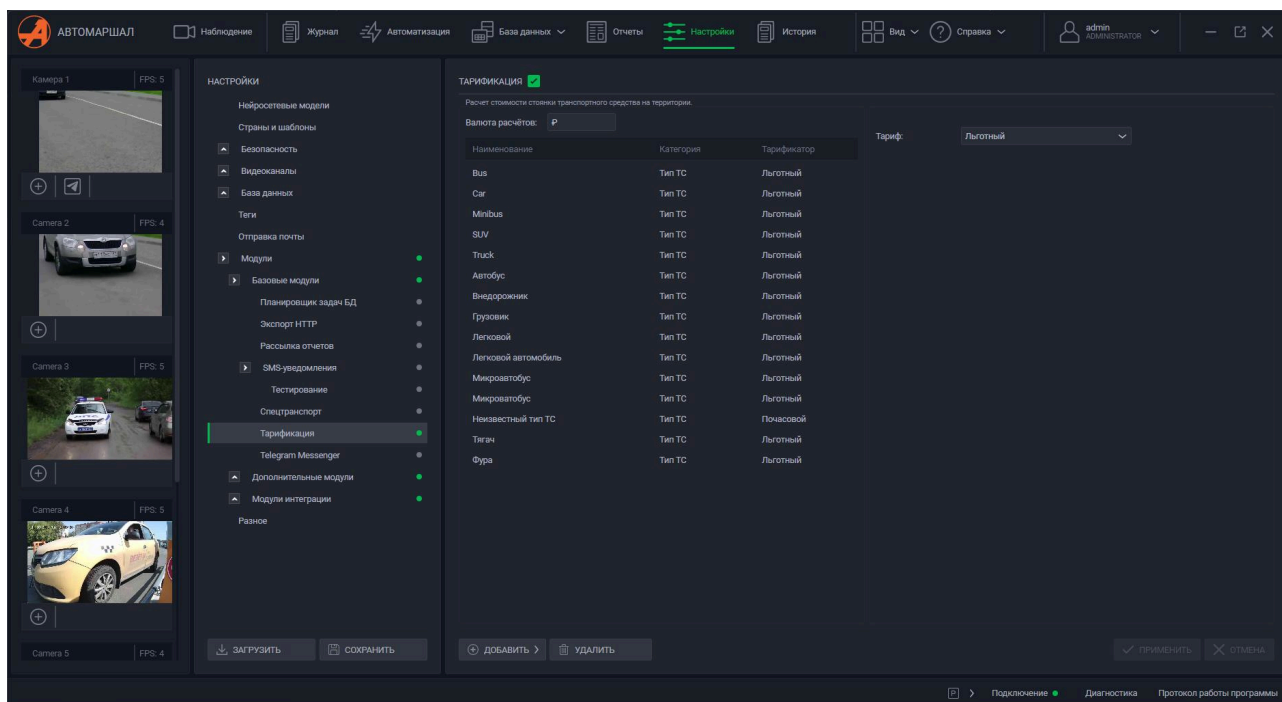 АВТОМАРШАЛ
Наблюдение
Журнал
Автоматизация
База данных
Отчеты
Настройки
История
Вид
Справка
admin
ADMINISTRATOR
Камера 1 FPS: 5
Camera 2 FPS: 4
Camera 3 FPS: 5
Camera 4 FPS: 5
Camera 5 FPS: 4
НАСТРОЙКИ
Нейросетевые модели
Страны и шаблоны
Безопасность
Видеоканалы
База данных
Теги
Отправка почты
Модули
Базовые модули
Планировщик задач БД
Экспорт HTTP
Рассылка отчетов
SMS-уведомления
Тестирование
Спецтранспорт
Тарификация
Telegram Messenger
Дополнительные модули
Модули интеграции
Разное
ЗАГРУЗИТЬ
СОХРАНИТЬ
ТАРИФИКАЦИЯ
Расчет стоимости стоянки транспортного средства на территории.
Валюта расчётов: ₽
Наименование Категория Тарификатор
Bus Тип ТС Льготный
Car Тип ТС Льготный
Minibus Тип ТС Льготный
SUV Тип ТС Льготный
Truck Тип ТС Льготный
Автобус Тип ТС Льготный
Внедорожник Тип ТС Льготный
Грузовик Тип ТС Льготный
Легковой Тип ТС Льготный
Легковой автомобиль Тип ТС Льготный
Микроавтобус Тип ТС Льготный
Микроватобус Тип ТС Льготный
Неизвестный тип ТС Тип ТС Почасовой
Тягач Тип ТС Льготный
Фура Тип ТС Льготный
Тариф: Льготный
ДОБАВИТЬ
УДАЛИТЬ
ПРИМЕНИТЬ
ОТМЕНА
P
Подключение
Диагностика
Протокол работы программы